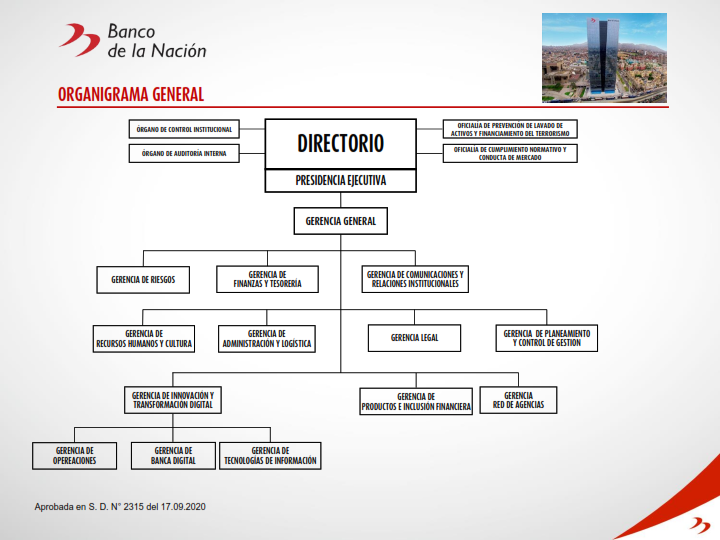 Banco
de la Nación
ORGANIGRAMA GENERAL
ÓRGANO DE CONTROL INSTITUCIONAL
ÓRGANO DE AUDITORÍA INTERNA
DIRECTORIO
PRESIDENCIA EJECUTIVA
OFICIALÍA DE PREVENCIÓN DE LAVADO DE
ACTIVOS Y FINANCIAMIENTO DEL TERRORISMO
OFICIALÍA DE CUMPLIMIENTO NORMATIVO Y
CONDUCTA DE MERCADO
GERENCIA GENERAL
GERENCIA DE RIESGOS
GERENCIA DE
FINANZAS Y TESORERÍA
GERENCIA DE COMUNICACIONES Y
RELACIONES INSTITUCIONALES
GERENCIA DE
RECURSOS HUMANOS Y CULTURA
GERENCIA DE
ADMINISTRACIÓN Y LOGÍSTICA
GERENCIA LEGAL
GERENCIA DE PLANEAMIENTO
Y CONTROL DE GESTION
GERENCIA DE INNOVACIÓN Y
TRANSFORMACIÓN DIGITAL
GERENCIA DE
PRODUCTOS E INCLUSIÓN FINANCIERA
GERENCIA
RED DE AGENCIAS
GERENCIA DE
OPEREACIONES
GERENCIA DE
BANCA DIGITAL
GERENCIA DE
TECNOLOGÍAS DE INFORMACIÓN
Aprobada en S. D. N° 2315 del 17.09.2020